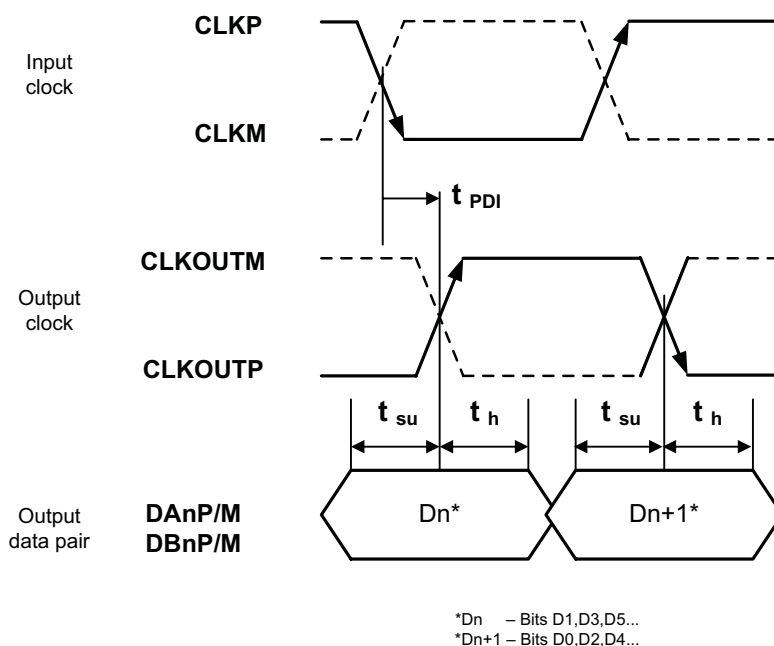 CLKP
Input
clock
CLKM
t PDI
CLKOUTM
Output
clock
CLKOUTP
t su
t h
t su
t h
Output
data pair
DAnP/M
DBnP/M
Dn*
Dn+1*
*Dn – Bits D1,D3,D5...
*Dn+1 – Bits D0,D2,D4...